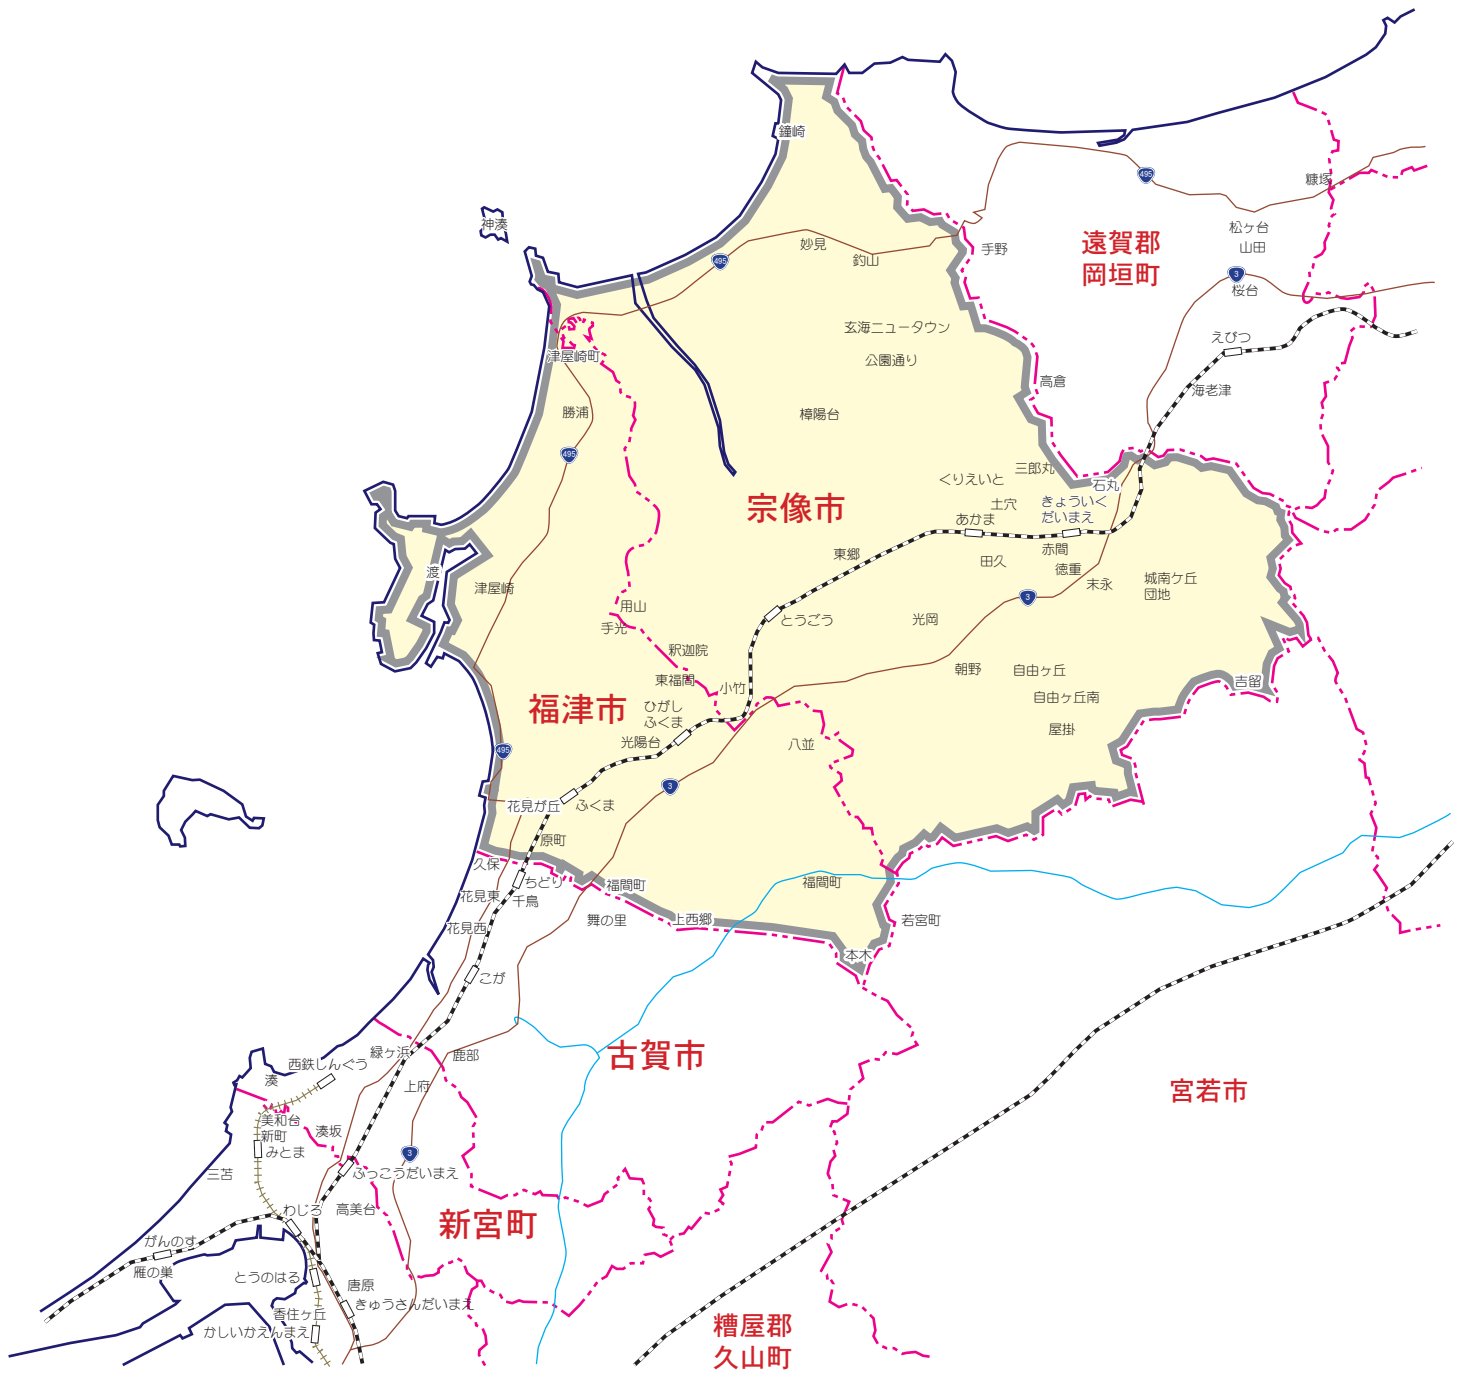 鐘崎
495
糠塚
神湊
松ヶ台
山田
遠賀郡
岡垣町
妙見
釣山
手野
495
3
桜台
玄海ニュータウン
えびつ
津屋崎町
公園通り
高倉
海老津
勝浦
樟陽台
495
三郎丸
くりえいと
石丸
宗像市
土穴
きょういく
だいまえ
あかま
東郷
赤間
田久
徳重
渡
津屋崎
末永
城南ケ丘
団地
3
用山
手光
とうごう
光岡
釈迦院
朝野
自由ヶ丘
東福間
小竹
吉留
自由ヶ丘南
福津市
ひがし
ふくま
屋掛
光陽台
八並
495
3
花見が丘
ふくま
原町
久保
ちどり
福間町
福間町
花見東
千鳥
舞の里
上西郷
若宮町
花見西
本木
こが
古賀市
緑ヶ浜
鹿部
西鉄しんぐう
湊
上府
宮若市
美和台
新町
湊坂
みとま
3
三苫
ふっこうだいまえ
わじろ
高美台
新宮町
がんのす
雁の巣
とうのはる
唐原
きゅうさんだいまえ
香住ヶ丘
かしいかえんまえ
糟屋郡
久山町